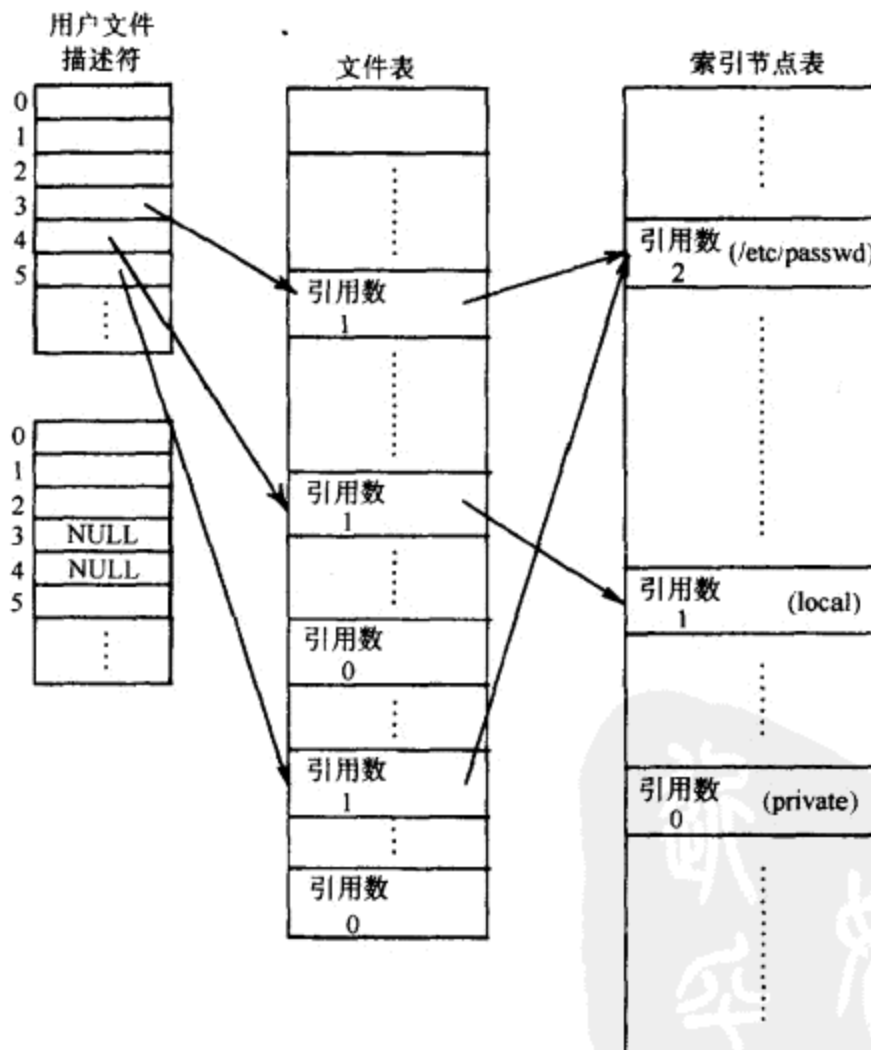 用户文件
描述符
0
1
2
3
4
5
0
1
2
3 NULL
4 NULL
5
文件表
引用数
1
引用数
1
引用数
0
引用数
1
引用数
0
索引节点表
引用数 (/etc/passwd)
2
引用数 (local)
1
引用数 (private)
0